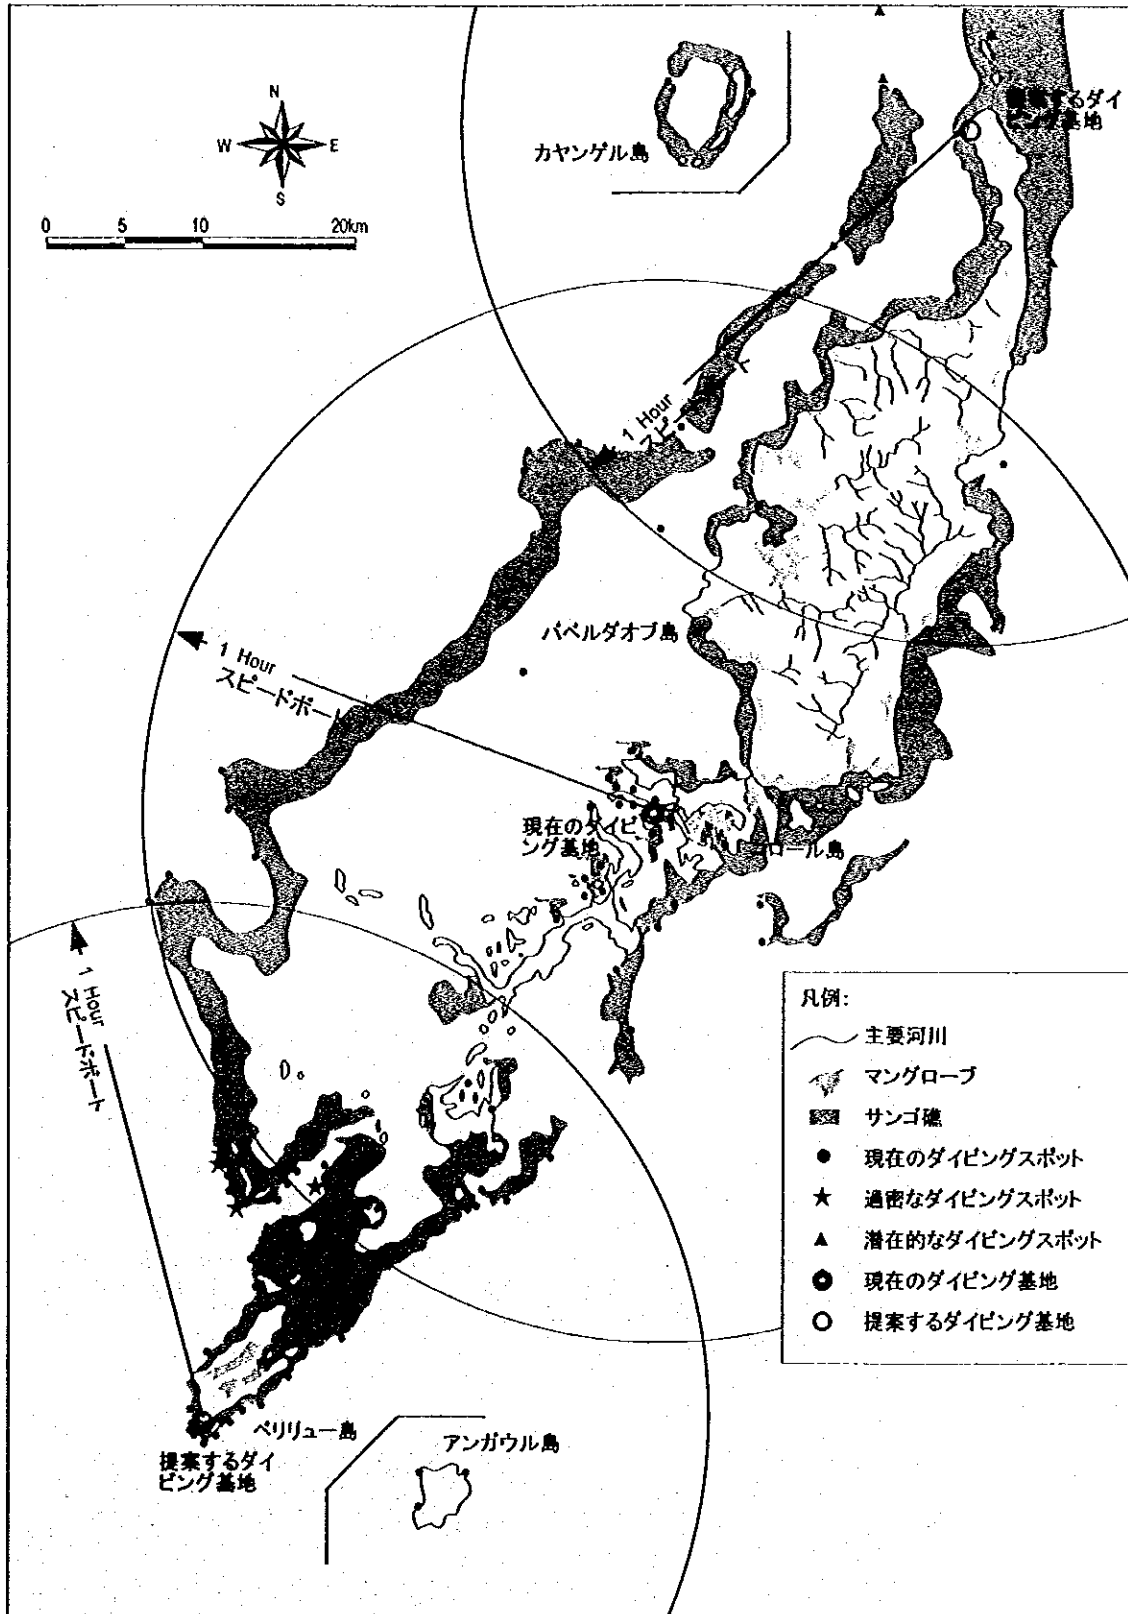 N
W
E
S
0 5 10 20km
カヤンゲル島
提案するダイ
ビング基地
1 Hour
バベルダオブ島
1 Hour
スピードボート
現在のダイビ
ング基地
コロール島
1 Hour
スピードボート
凡例:
主要河川
マングローブ
サンゴ礁
現在のダイビングスポット
過密なダイビングスポット
潜在的なダイビングスポット
現在のダイビング基地
提案するダイビング基地
ペリリュー島
提案するダイ
ビング基地
アンガウル島